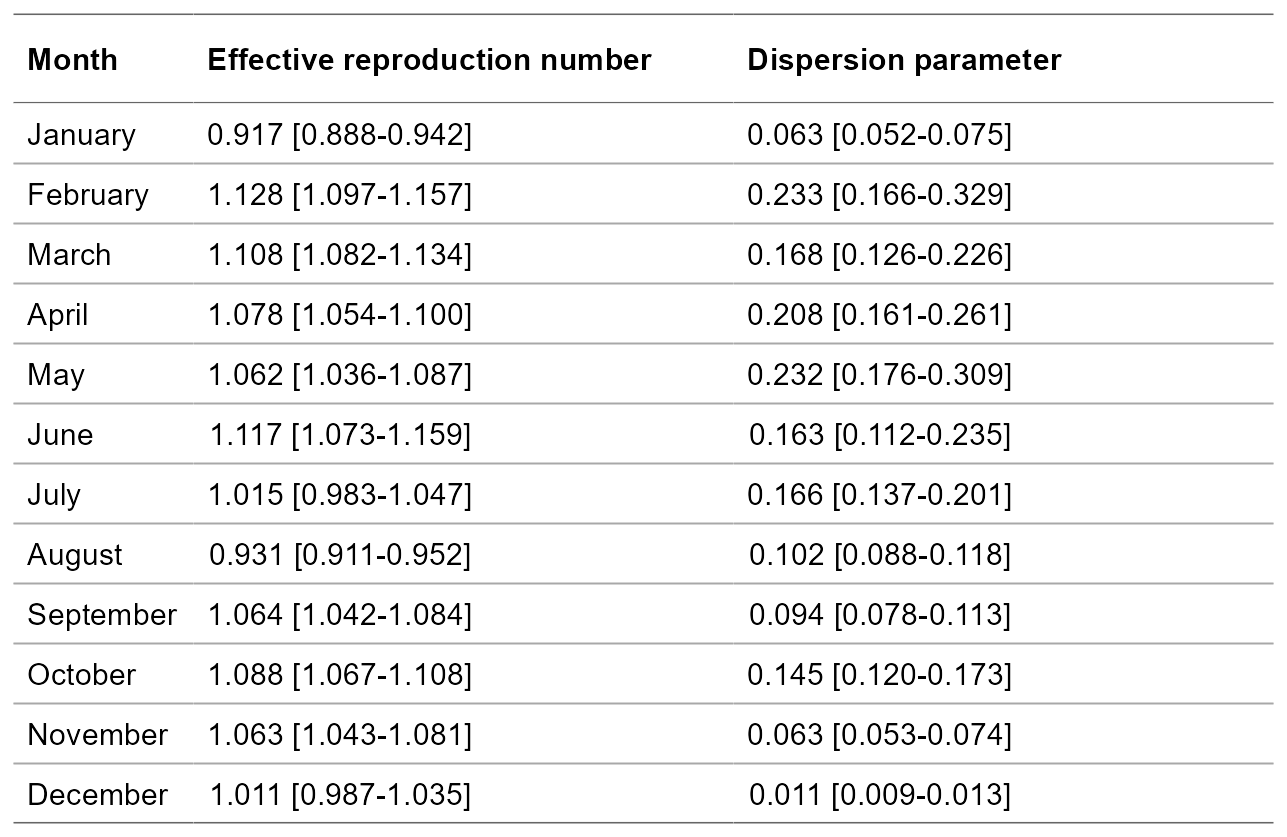 Month Effective reproduction number Dispersion parameter
January 0.917 [0.888-0.942] 0.063 [0.052-0.075]
February 1.128 [1.097-1.157] 0.233 [0.166-0.329]
March 1.108 [1.082-1.134] 0.168 [0.126-0.226]
April 1.078 [1.054-1.100] 0.208 [0.161-0.261]
May 1.062 [1.036-1.087] 0.232 [0.176-0.309]
June 1.117 [1.073-1.159] 0.163 [0.112-0.235]
July 1.015 [0.983-1.047] 0.166 [0.137-0.201]
August 0.931 [0.911-0.952] 0.102 [0.088-0.118]
September 1.064 [1.042-1.084] 0.094 [0.078-0.113]
October 1.088 [1.067-1.108] 0.145 [0.120-0.173]
November 1.063 [1.043-1.081] 0.063 [0.053-0.074]
December 1.011 [0.987-1.035] 0.011 [0.009-0.013]